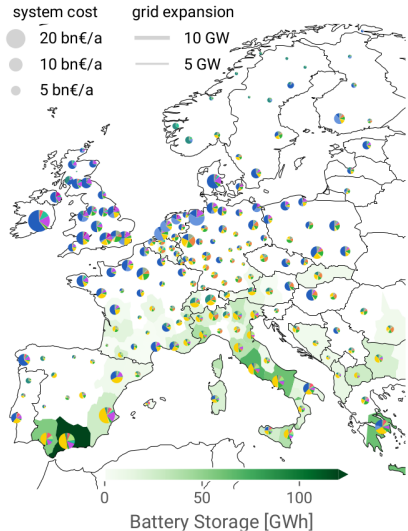 system cost
grid expansion
20 bn€/a
10 GW
10 bn€/a
5 GW
5 bn€/a
0
50
100
Battery Storage [GWh]